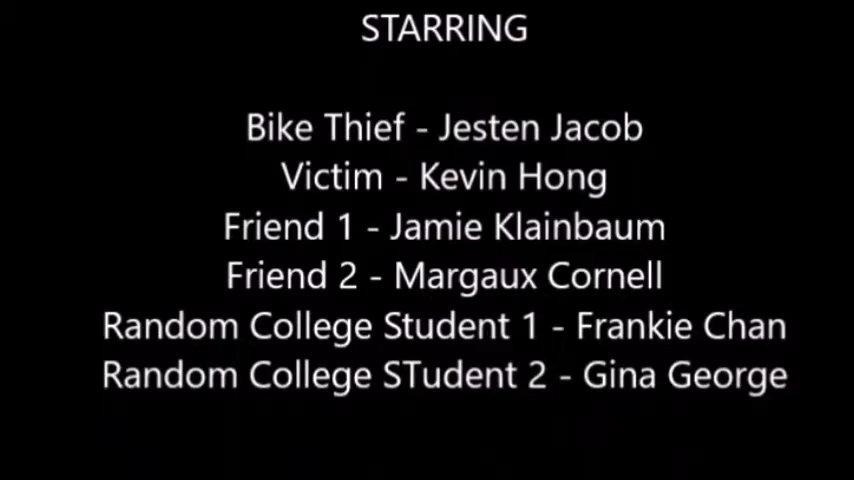 STARRING
Bike Thief - Jesten Jacob
Victim - Kevin Hong
Friend 1 - Jamie Klainbaum
Friend 2 - Margaux Cornell
Random College Student 1 - Frankie Chan
Random College STudent 2 - Gina George